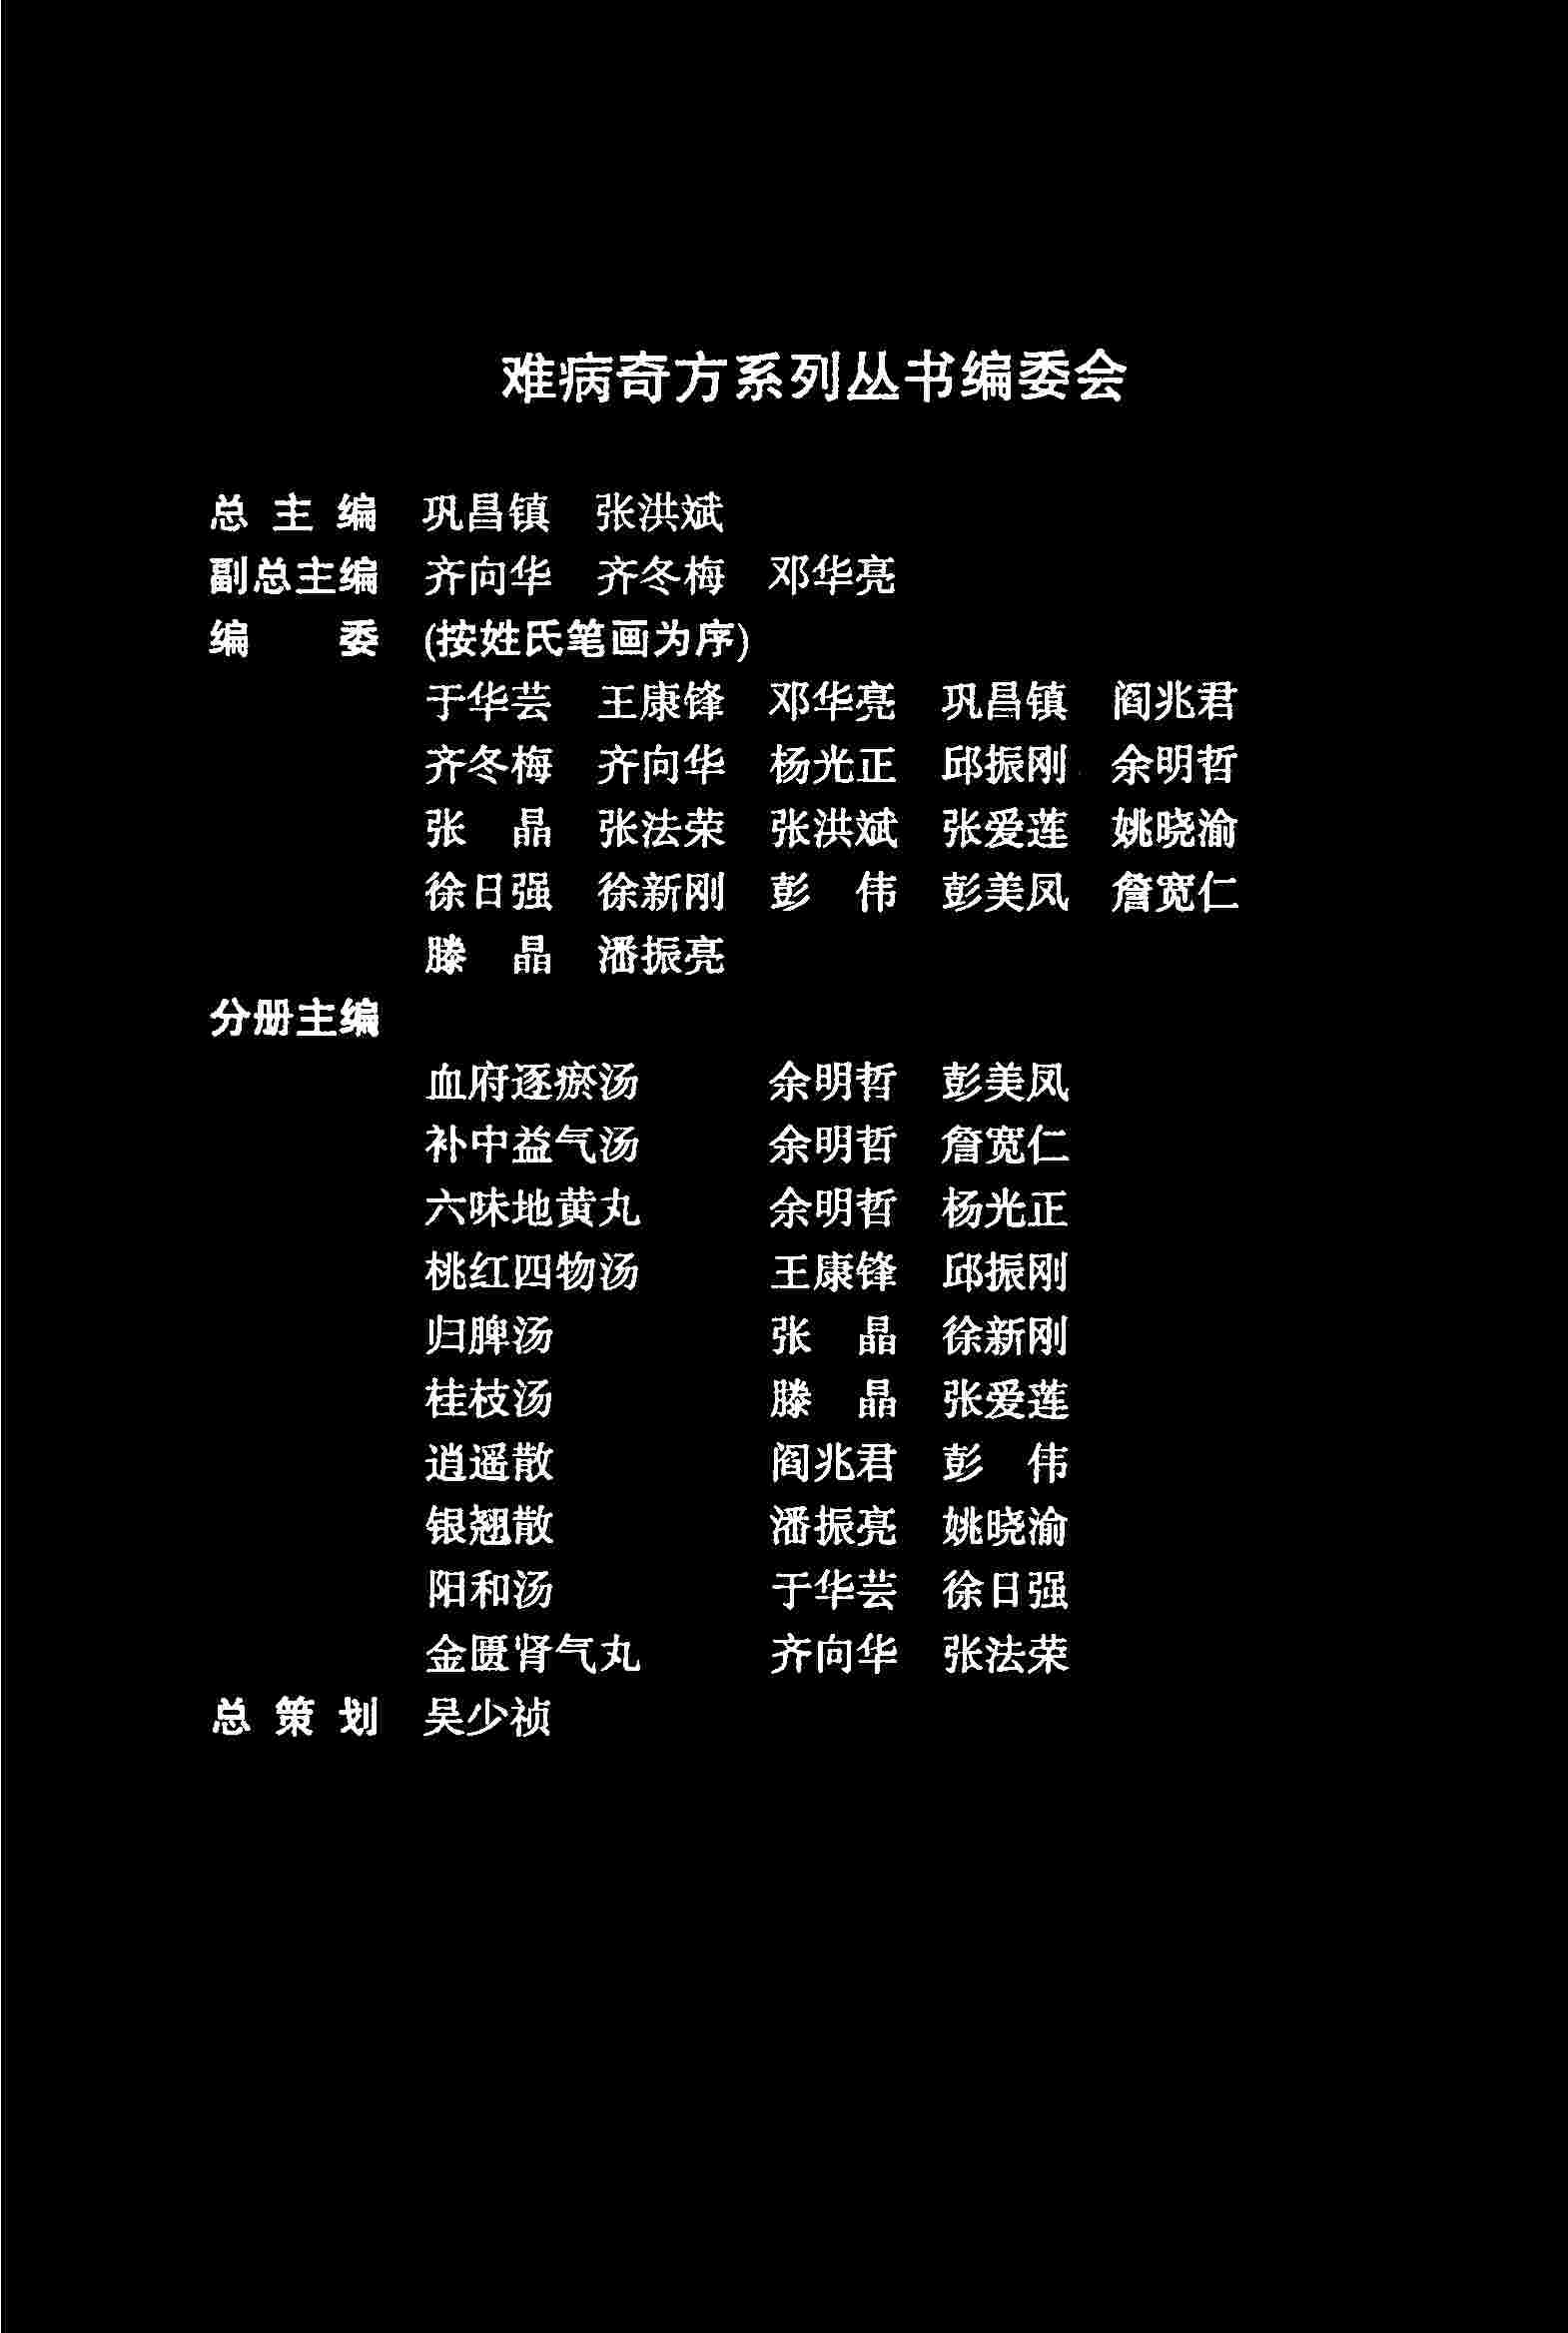 难病奇方系列丛书编委会
总 主 编 巩昌镇 张洪斌
副总主编 齐向华 齐冬梅 邓华亮
编 委 (按姓氏笔画为序)
于华芸 王康锋 邓华亮 巩昌镇 阎兆君
齐冬梅 齐向华 杨光正 邱振刚 余明哲
张 晶 张法荣 张洪斌 张爱莲 姚晓渝
徐日强 徐新刚 彭 伟 彭美凤 詹宽仁
滕 晶 潘振亮
分册主编
血府逐瘀汤 余明哲 彭美凤
补中益气汤 余明哲 詹宽仁
六味地黄丸 余明哲 杨光正
桃红四物汤 王康锋 邱振刚
归脾汤 张 晶 徐新刚
桂枝汤 滕 晶 张爱莲
逍遥散 阎兆君 彭 伟
银翘散 潘振亮 姚晓渝
阳和汤 于华芸 徐日强
金匮肾气丸 齐向华 张法荣
总 策 划 吴少祯